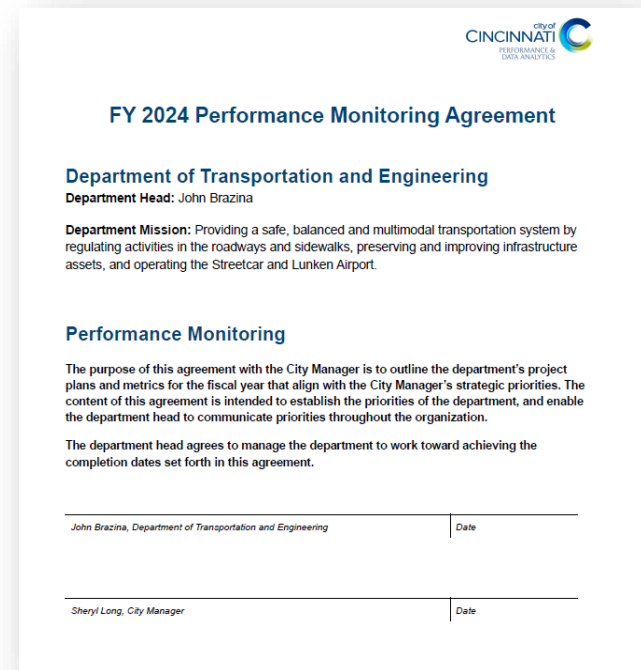 city of
CINCINNATI
PERFORMANCE &
DATA ANALYTICS
FY 2024 Performance Monitoring Agreement
Department of Transportation and Engineering
Department Head: John Brazina
Department Mission: Providing a safe, balanced and multimodal transportation system by
regulating activities in the roadways and sidewalks, preserving and improving infrastructure
assets, and operating the Streetcar and Lunken Airport.
Performance Monitoring
The purpose of this agreement with the City Manager is to outline the department's project
plans and metrics for the fiscal year that align with the City Manager's strategic priorities. The
content of this agreement is intended to establish the priorities of the department, and enable
the department head to communicate priorities throughout the organization.
The department head agrees to manage the department to work toward achieving the
completion dates set forth in this agreement.
John Brazina, Department of Transportation and Engineering Date
Sheryl Long, City Manager Date